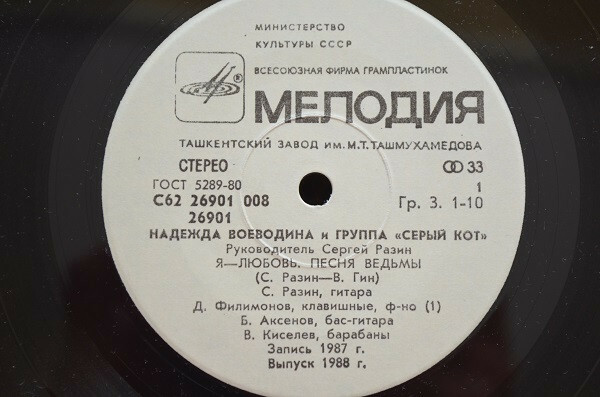 МИНИСТЕРСТВО
КУЛЬТУРЫ СССР
ВСЕСОЮЗНАЯ ФИРМА ГРАМПЛАСТИНОК
МЕЛОДИЯ
ТАШКЕНТСКИЙ ЗАВОД ИМ. М.Т. ТАШМУХАМЕДОВА
СТЕРЕО 33
ГОСТ 5289-80 1
С62 26901 008 Гр. 3. 1-10
26901
НАДЕЖДА ВОЕВОДИНА и ГРУППА «СЕРЫЙ КОТ»
Руководитель Сергей Разин
Я—ЛЮБОВЬ. ПЕСНЯ ВЕДЬМЫ
(С. Разин—В. Гин)
С. Разин, гитара
Д. Филимонов, клавишные, ф-но (1)
Б. Аксенов, бас-гитара
В. Киселев, барабаны
Запись 1987 г.
Выпуск 1988 г.